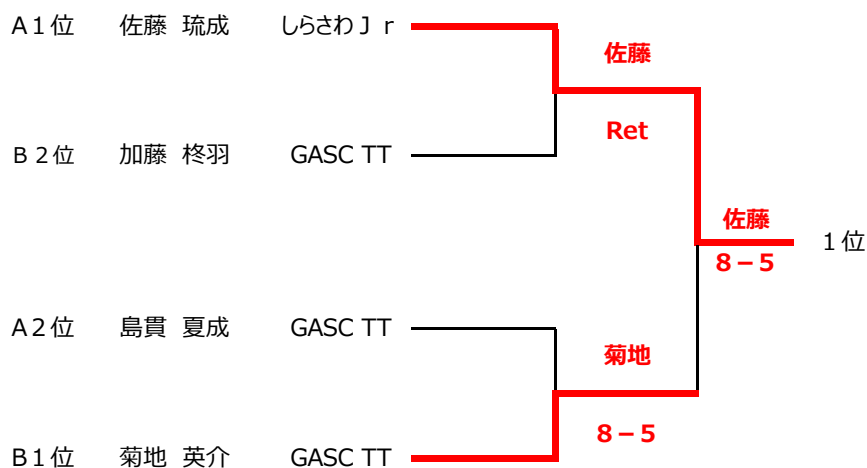 A１位 佐藤 琉成 しらさわＪｒ
佐藤
Ret
B２位 加藤 柊羽 GASC TT
佐藤
１位
８－５
A２位 島貫 夏成 GASC TT
菊地
８－５
B１位 菊地 英介 GASC TT